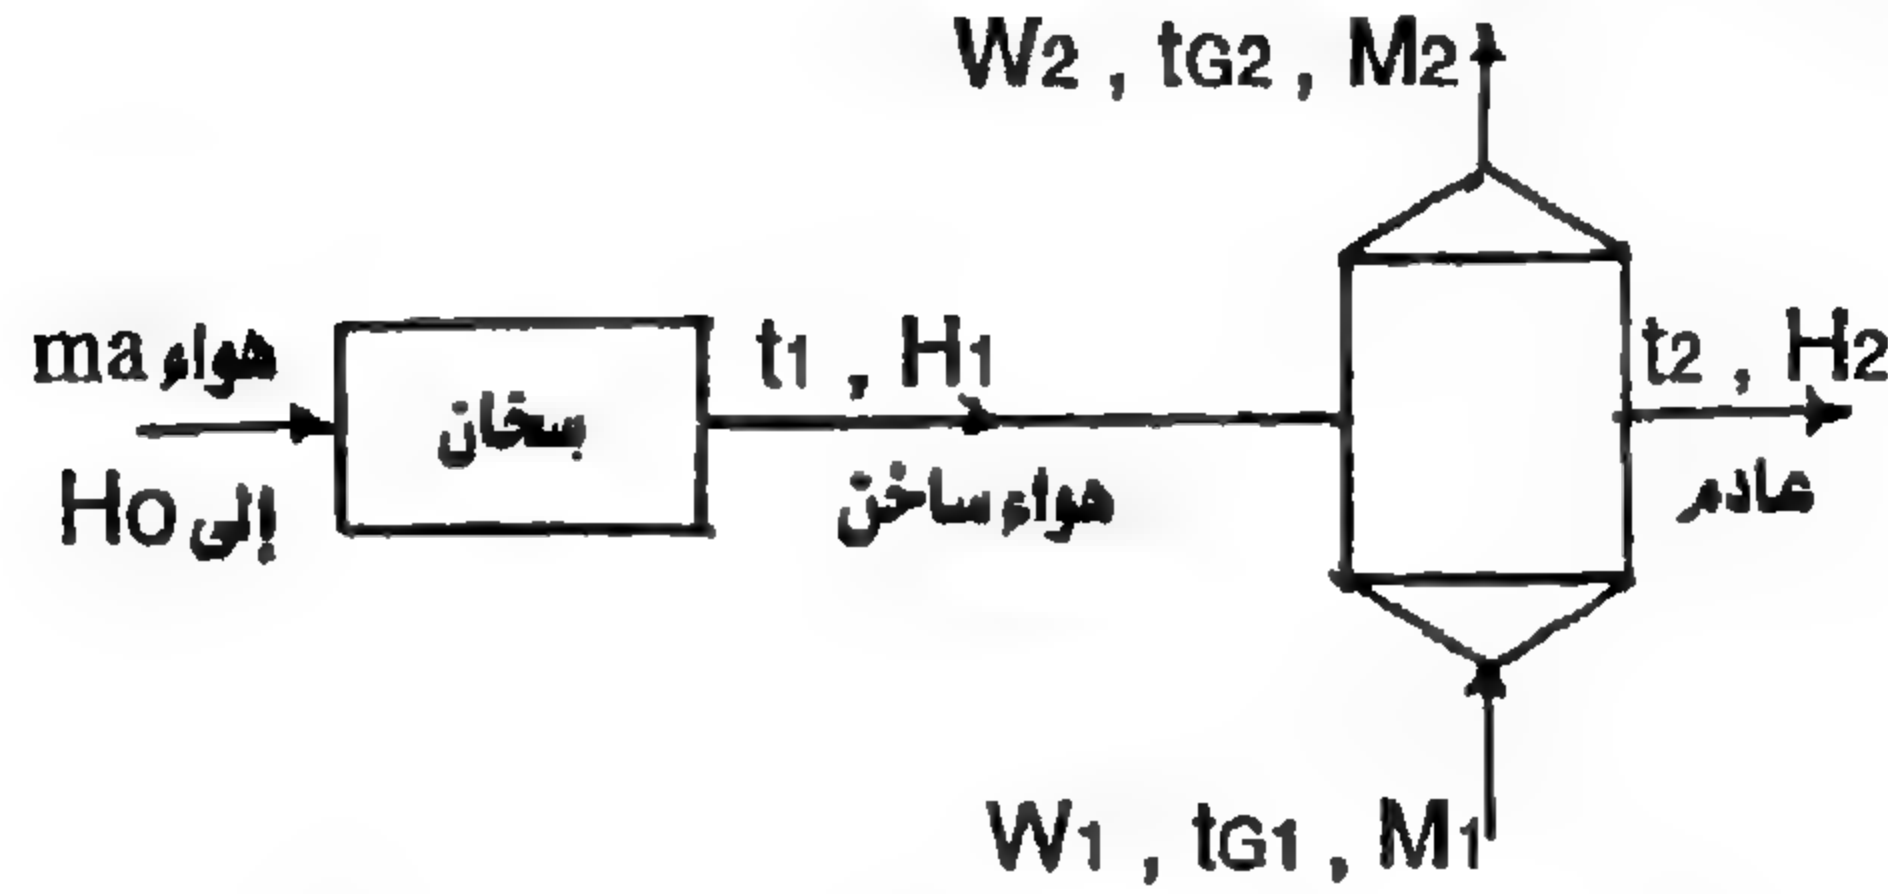 W2 , tG2 , M2
ma هواء
t1 , H1
t2 , H2
سخان
Ho إلى
هواء ساخن
عادم
W1 , tG1 , M1